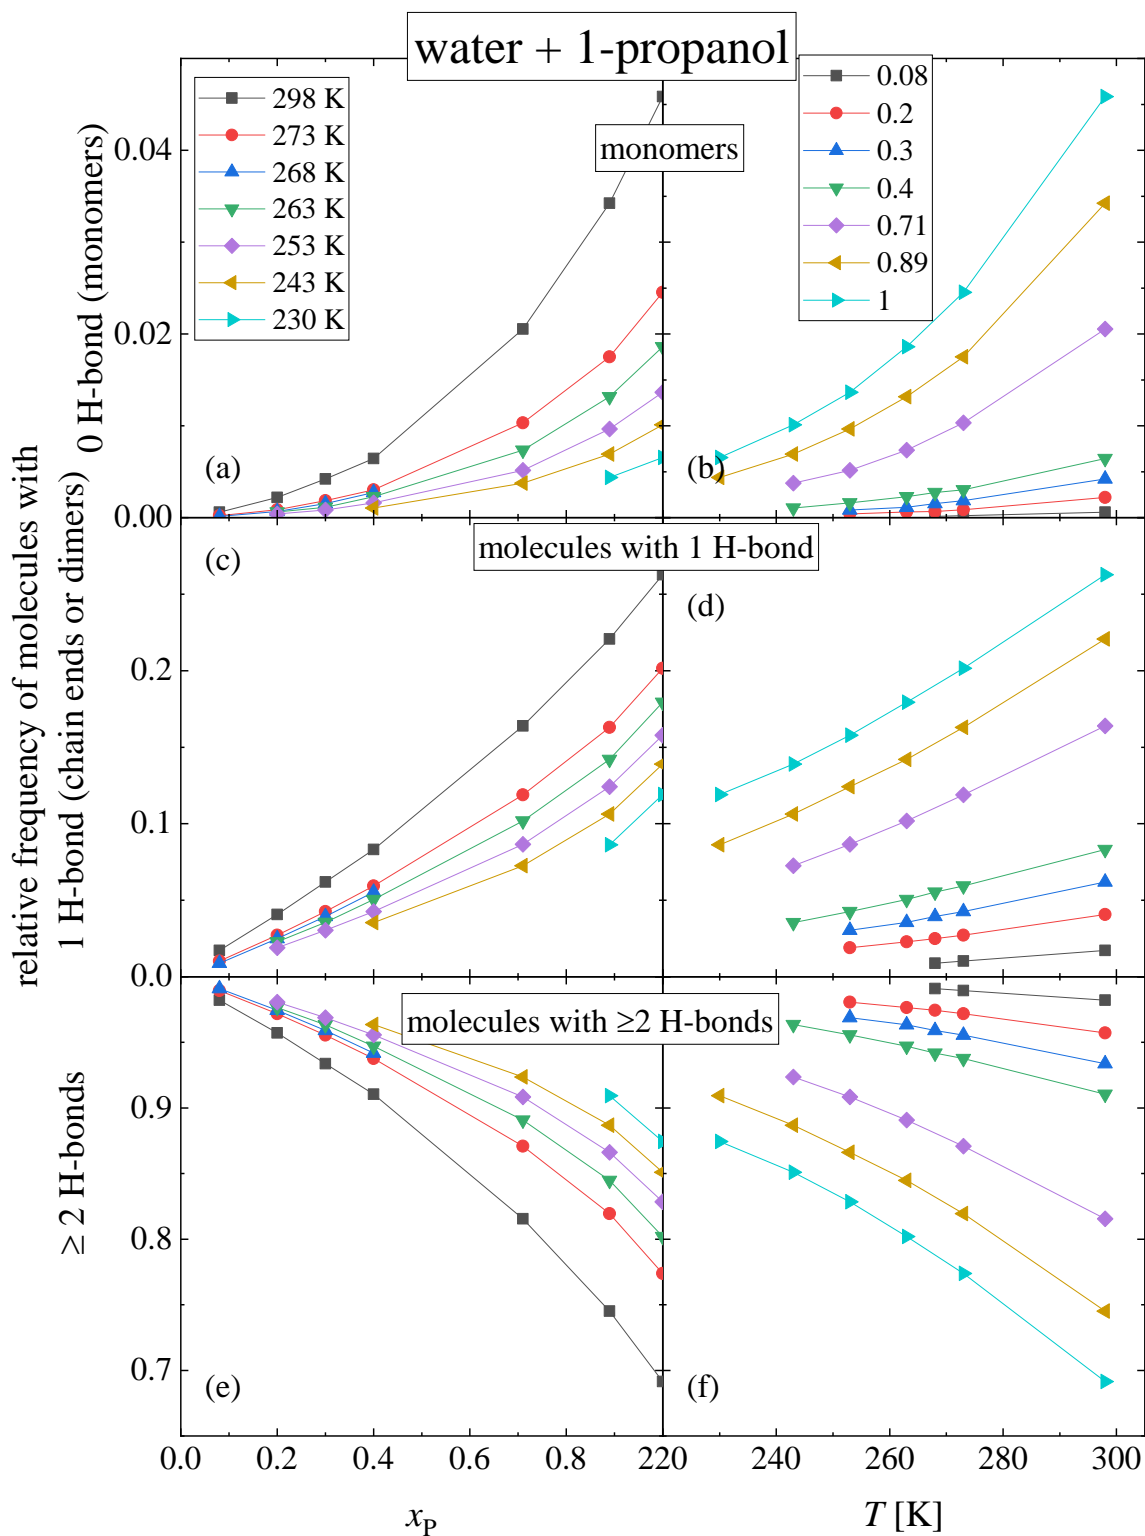 water + 1-propanol
298 K
273 K
268 K
263 K
253 K
243 K
230 K
0.08
0.2
0.3
0.4
0.71
0.89
1
monomers
0 H-bond (monomers)
0.04
0.02
0.00
(a)
(b)
relative frequency of molecules with
1 H-bond (chain ends or dimers)
molecules with 1 H-bond
(c)
(d)
0.2
0.1
0.0
molecules with ≥2 H-bonds
≥ 2 H-bonds
0.9
0.8
0.7
(e)
(f)
0.0 0.2 0.4 0.6 0.8 220 240 260 280 300
xP
T [K]